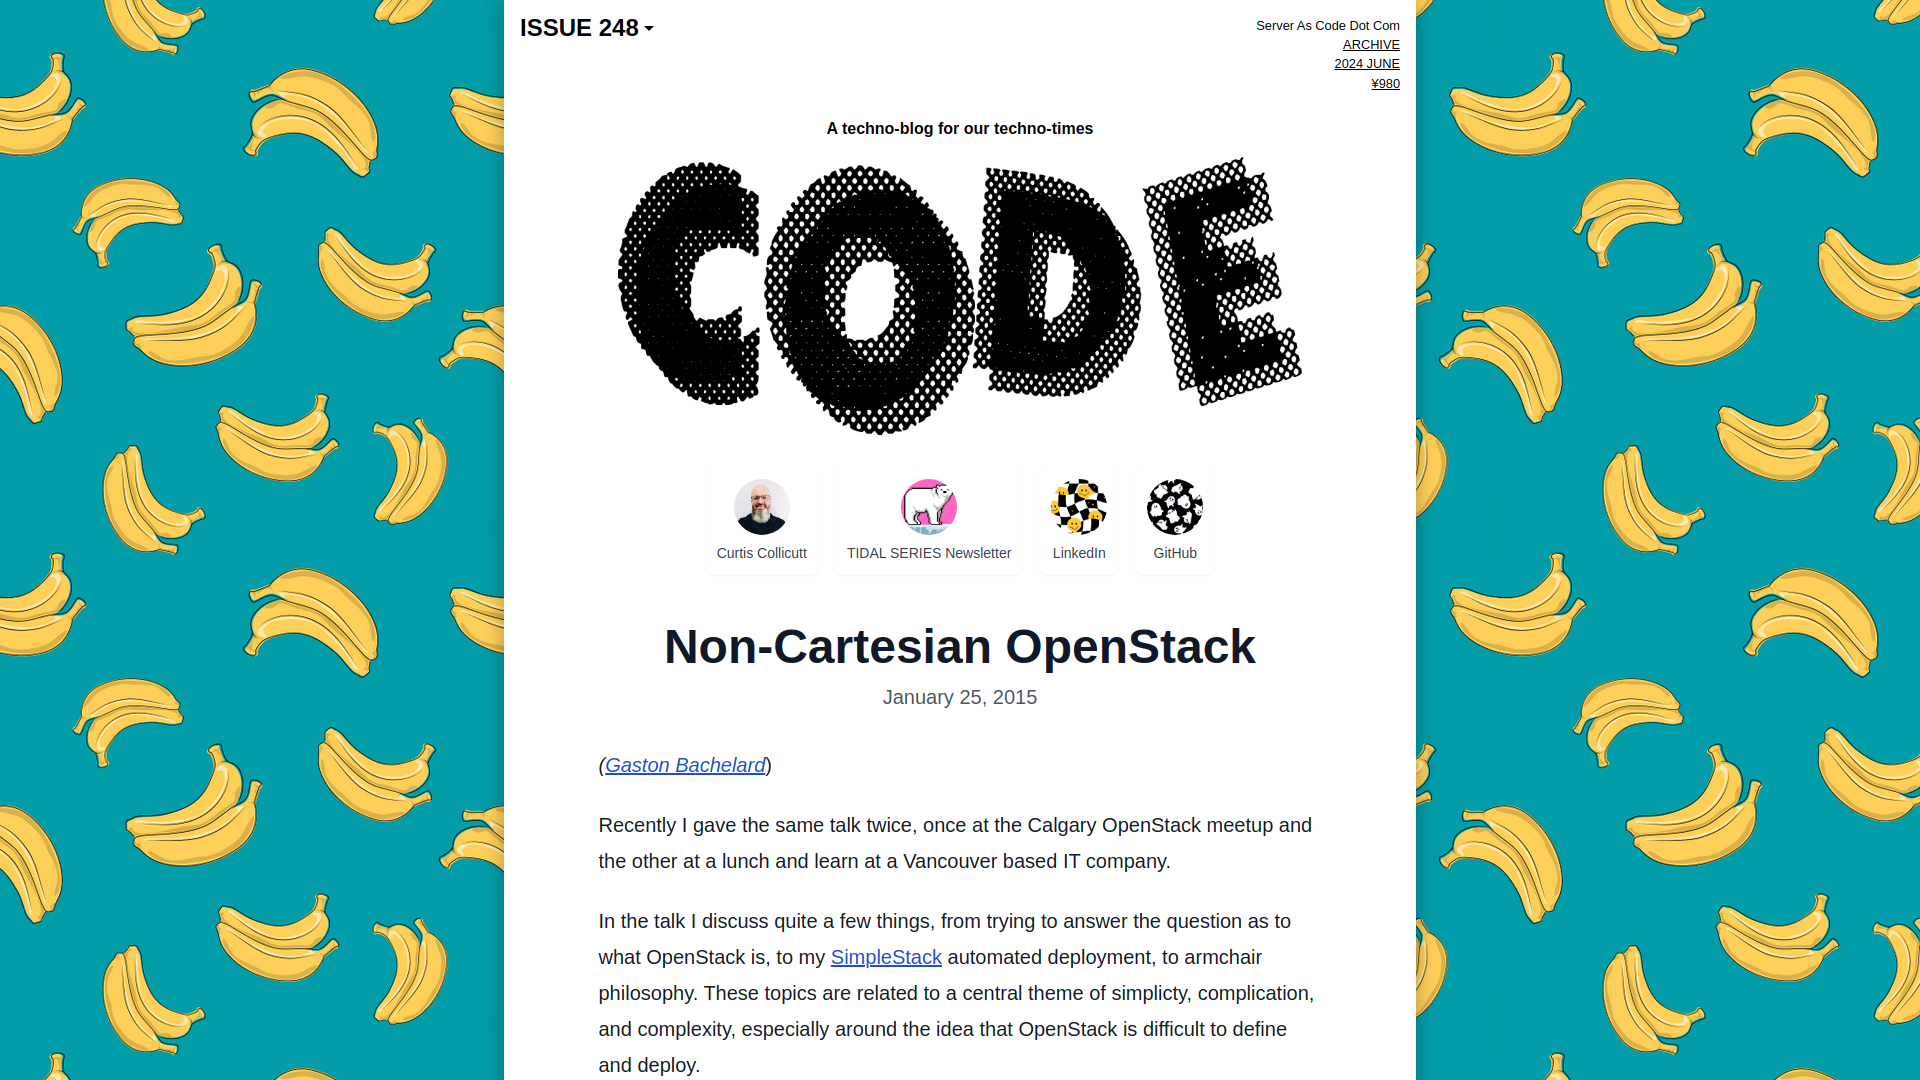 ISSUE 248
Server As Code Dot Com
ARCHIVE
2024 JUNE
¥980
A techno-blog for our techno-times
CODE
Curtis Collicutt
TIDAL SERIES Newsletter
LinkedIn
GitHub
Non-Cartesian OpenStack
January 25, 2015
(Gaston Bachelard)
Recently I gave the same talk twice, once at the Calgary OpenStack meetup and
the other at a lunch and learn at a Vancouver based IT company.
In the talk I discuss quite a few things, from trying to answer the question as to
what OpenStack is, to my SimpleStack automated deployment, to armchair
philosophy. These topics are related to a central theme of simplicty, complication,
and complexity, especially around the idea that OpenStack is difficult to define
and deploy.